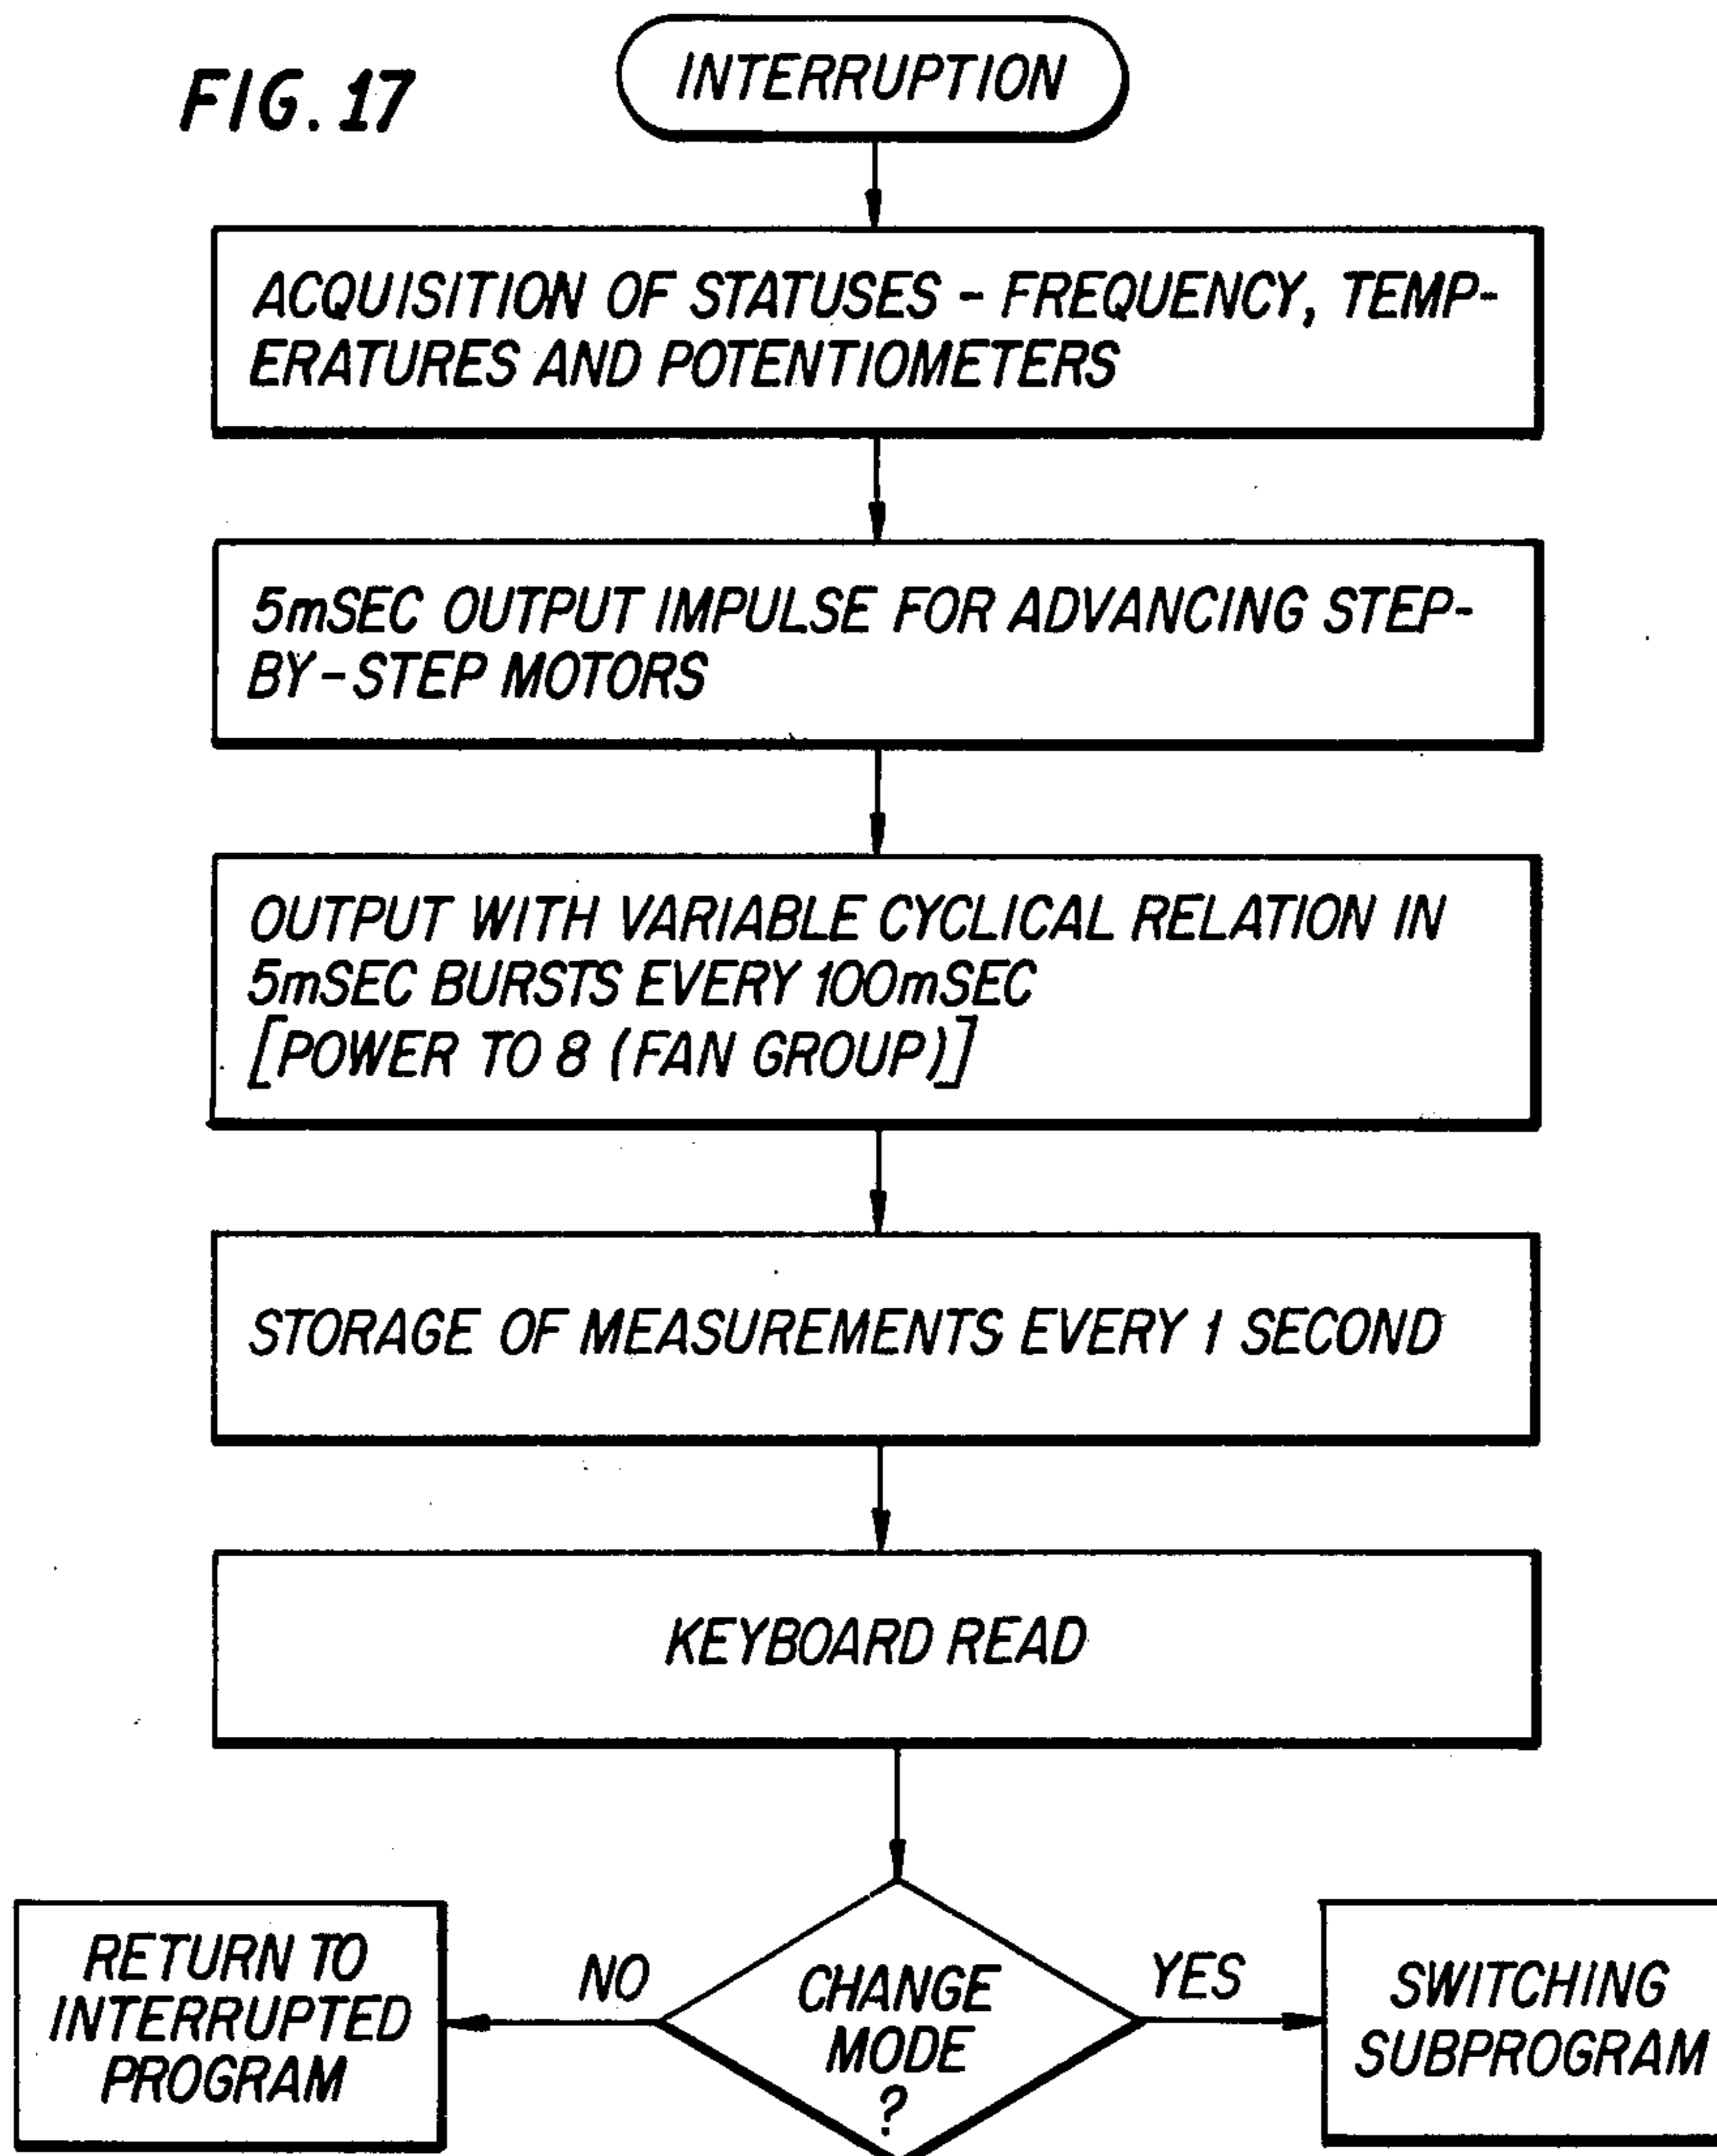 FIG. 17
INTERRUPTION
ACQUISITION OF STATUSES - FREQUENCY, TEMP-
ERATURES AND POTENTIOMETERS
5mSEC OUTPUT IMPULSE FOR ADVANCING STEP-
BY-STEP MOTORS
OUTPUT WITH VARIABLE CYCLICAL RELATION IN
5mSEC BURSTS EVERY 100mSEC
[POWER TO 8 (FAN GROUP)]
STORAGE OF MEASUREMENTS EVERY 1 SECOND
KEYBOARD READ
RETURN TO
INTERRUPTED
PROGRAM
NO
CHANGE
MODE
?
YES
SWITCHING
SUBPROGRAM